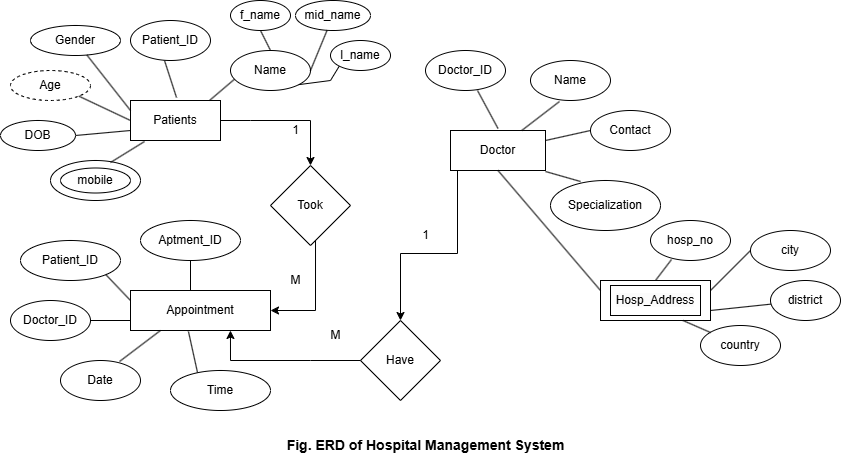 f_name
mid_name
Gender
Patient_ID
l_name
Name
Doctor_ID
Name
Age
Patients
1
DOB
Contact
Doctor
mobile
Took
Specialization
Aptment_ID
1
hosp_no
city
Patient_ID
M
Appointment
Hosp_Address
district
Doctor_ID
M
country
Have
Date
Time
Fig. ERD of Hospital Management System